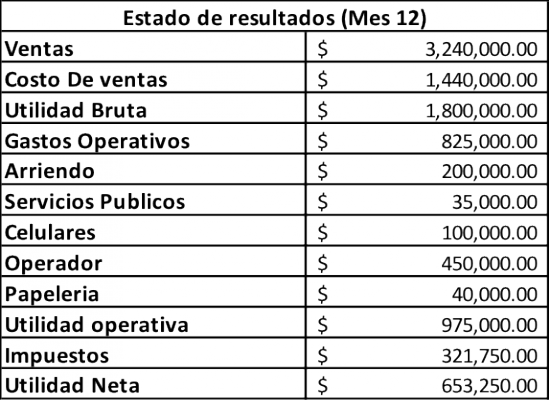 Estado de resultados (Mes 12)
Ventas $ 3,240,000.00
Costo De ventas $ 1,440,000.00
Utilidad Bruta $ 1,800,000.00
Gastos Operativos $ 825,000.00
Arriendo $ 200,000.00
Servicios Publicos $ 35,000.00
Celulares $ 100,000.00
Operador $ 450,000.00
Papeleria $ 40,000.00
Utilidad operativa $ 975,000.00
Impuestos $ 321,750.00
Utilidad Neta $ 653,250.00